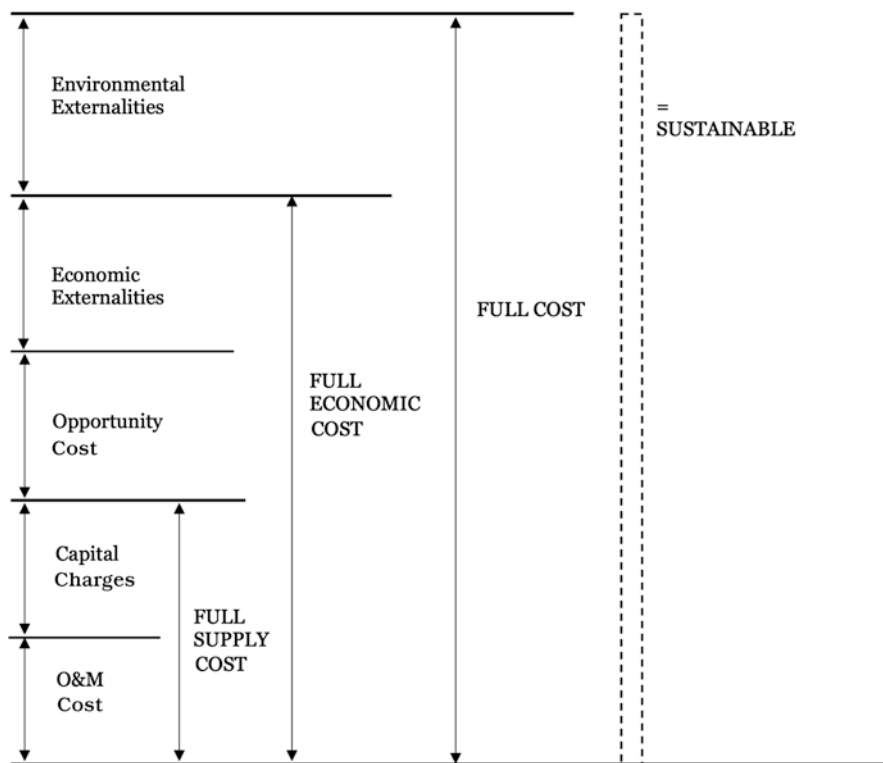 Environmental
Externalities
=
SUSTAINABLE
Economic
Externalities
FULL COST
FULL
ECONOMIC
COST
Opportunity
Cost
Capital
Charges
FULL
SUPPLY
COST
O&M
Cost